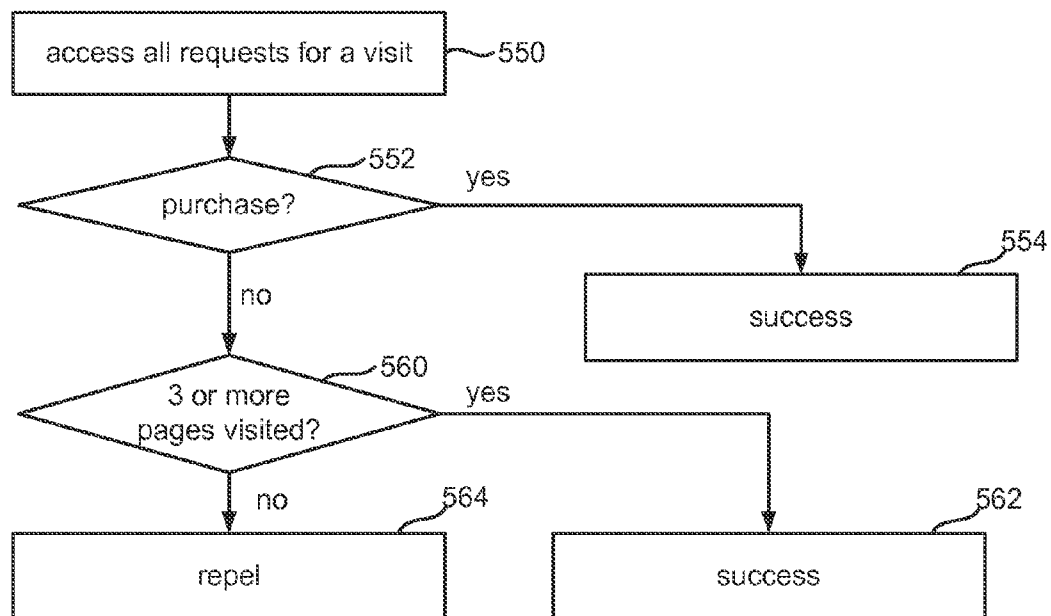 access all requests for a visit
550
552
purchase?
yes
554
success
no
560
3 or more
pages visited?
yes
no
564
repel
562
success